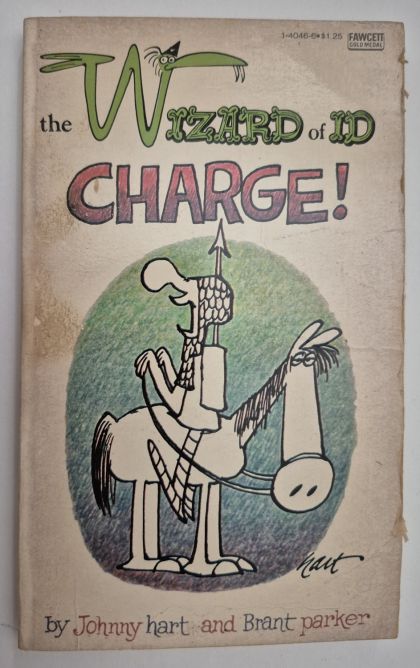 1-4046-6•$1.25 FAWCETT
GOLD MEDAL
the WIZARD of ID
CHARGE!
hart
by Johnny hart and Brant parker